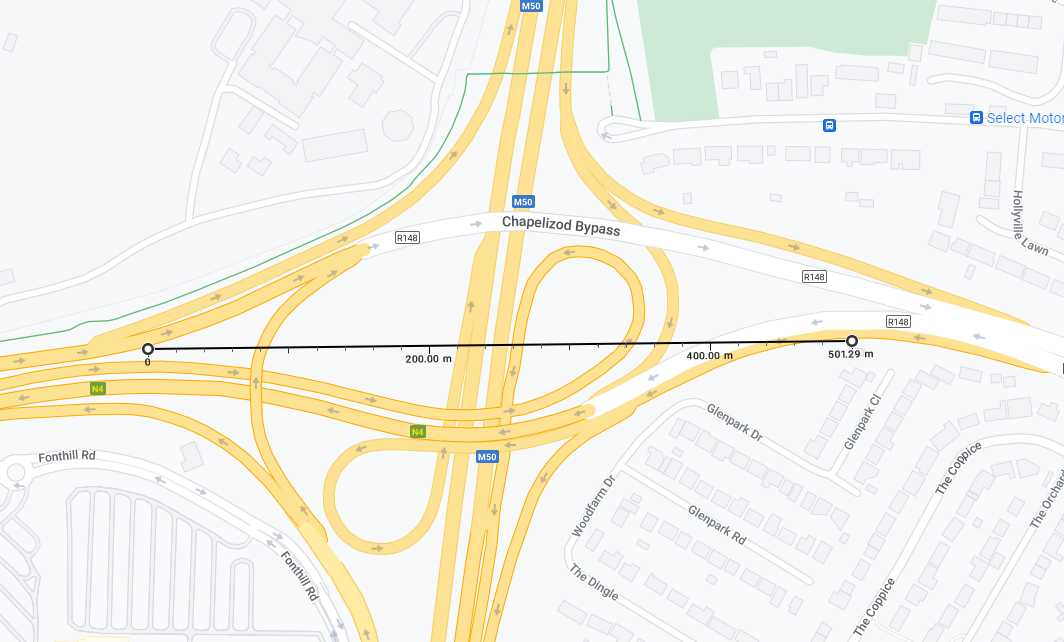 M50
Select Motor
M50
Chapelizod Bypass
R148
Hollyville Lawn
R148
R148
0
200.00 m
400.00 m
501.29 m
N4
N4
M50
Glenpark Dr
Glenpark Cl
The Coppice
The Orchard
Fonthill Rd
Woodfarm Dr
Glenpark Rd
Fonthill Rd
The Dingle
The Coppice